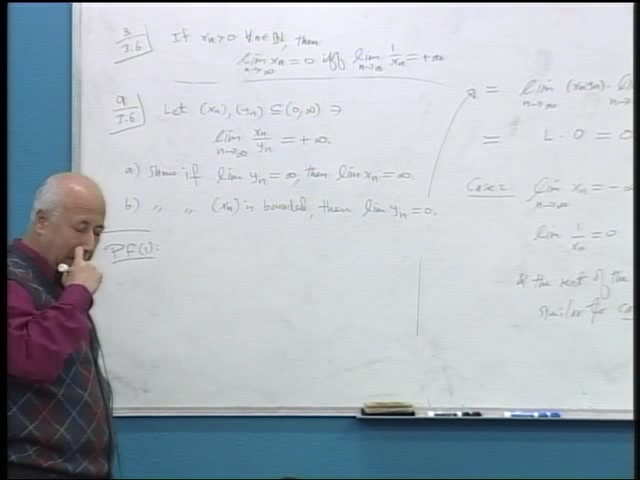 3/3.6 If xₙ>0 ∀n∈ℕ, then
lim n→∞ xₙ=0 iff lim n→∞ 1/xₙ=+∞
9/3.6 Let (xₙ), (yₙ) ⊆ (0, ∞) ∋
lim n→∞ xₙ/yₙ = +∞.
a) Show if lim yₙ=∞, then lim xₙ=∞.
b) 〃 〃 (xₙ) is bounded, then lim yₙ=0.
PF(1):
= lim n→∞ (xₙyₙ)·
= L·0=0
Case 2: lim n→∞ xₙ=-∞
lim 1/xₙ=0
& the rest of the
similar for